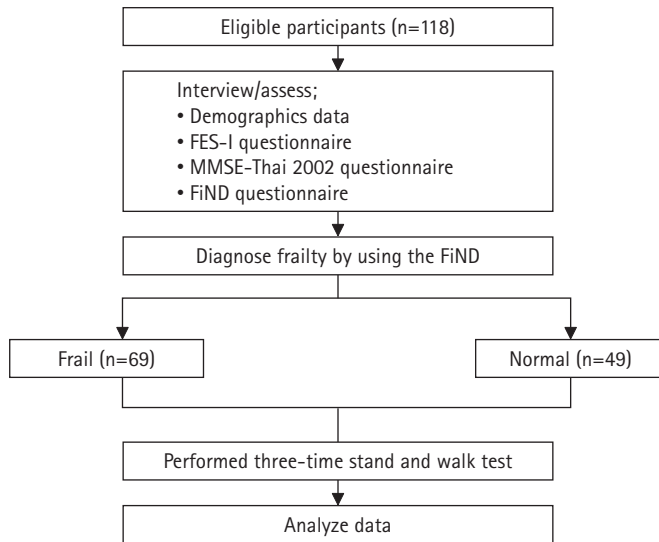 Eligible participants (n=118)
Interview/assess;
• Demographics data
• FES-I questionnaire
• MMSE-Thai 2002 questionnaire
• FiND questionnaire
Diagnose frailty by using the FiND
Frail (n=69)
Normal (n=49)
Performed three-time stand and walk test
Analyze data